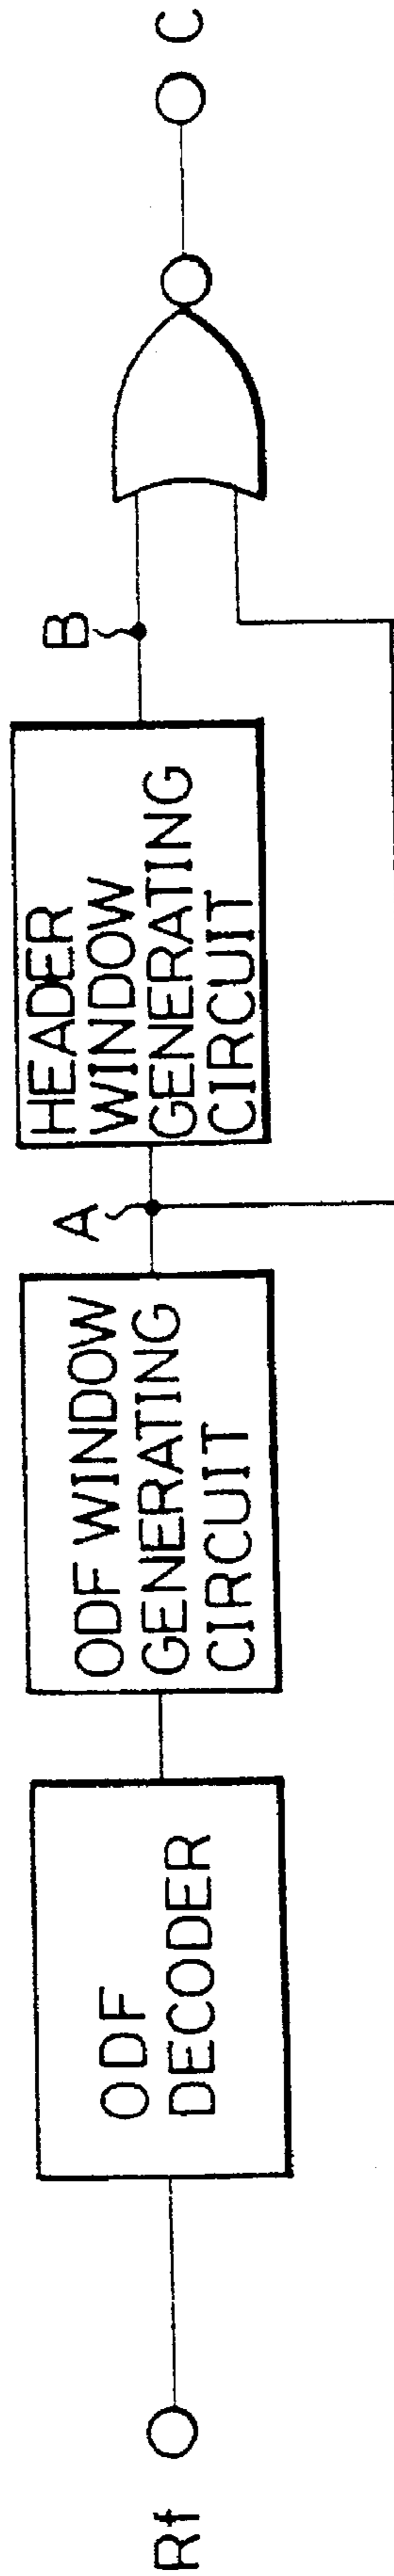 Rf
ODF
DECODER
ODF WINDOW
GENERATING
CIRCUIT
A
HEADER
WINDOW
GENERATING
CIRCUIT
B
C